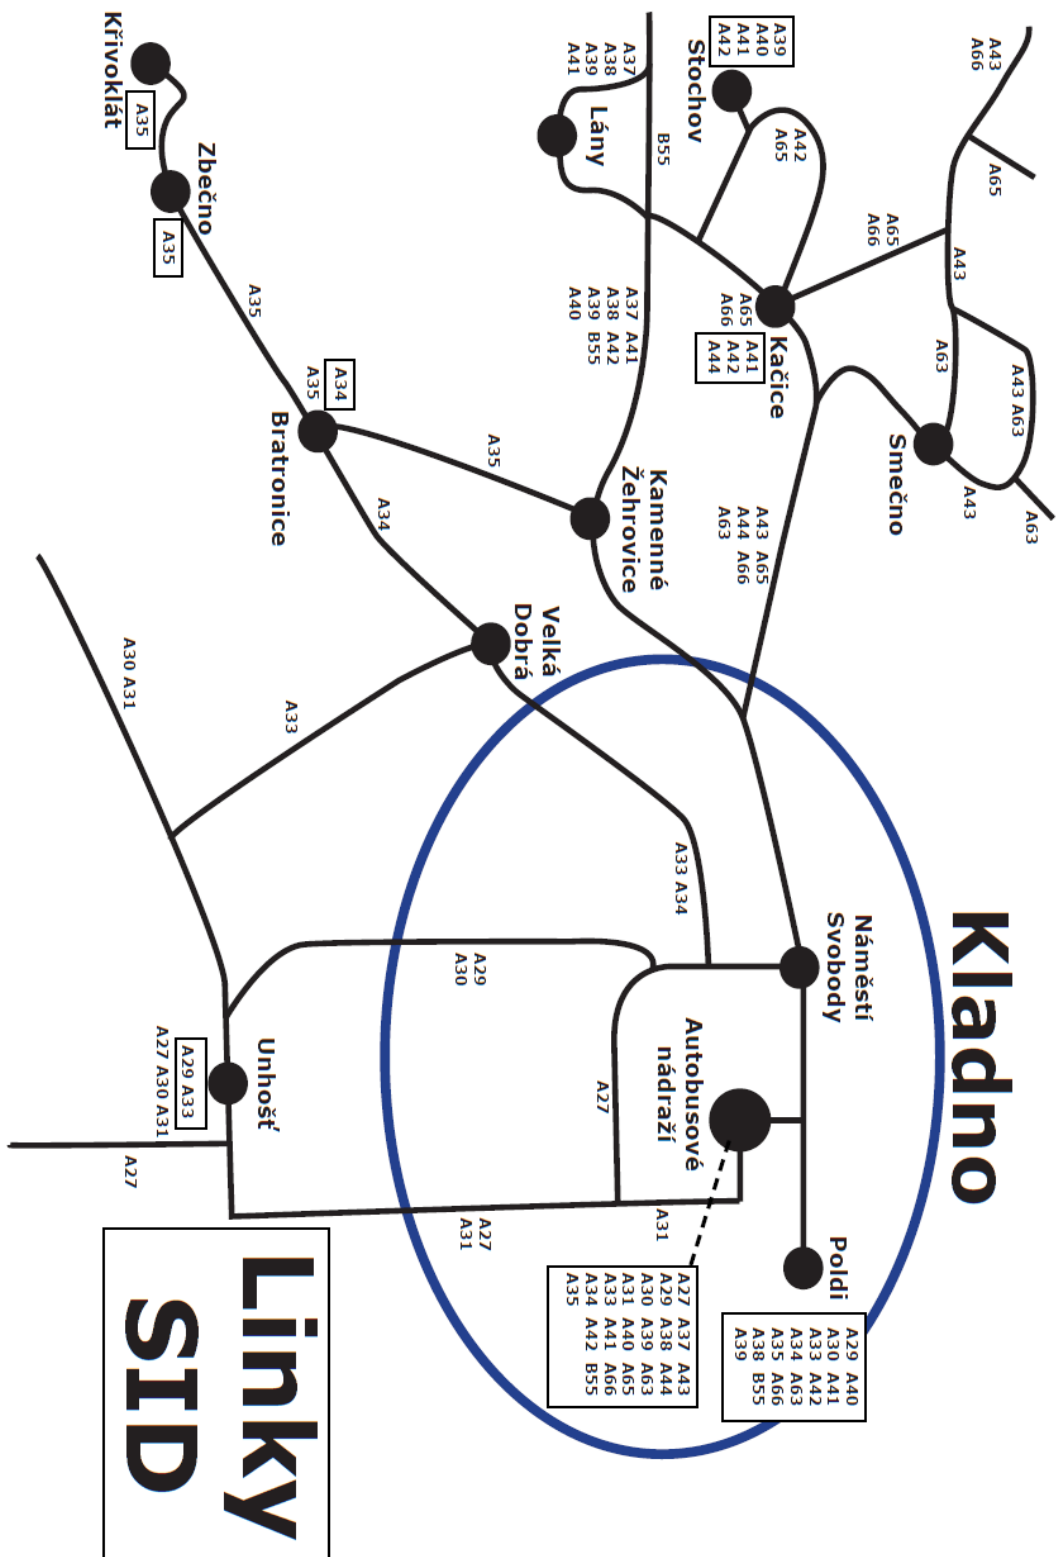 Kladno
A43
A66
A65
A43
A63
A43 A63
A43
A63
Smečno
A65
A66
Náměstí
Svobody
Poldi
A29 A40
A30 A41
A33 A42
A34 A63
A35 A66
A38 B55
A39
A42
A65
A39
A40
A41
A42
Stochov
Kačice
A65
A66
A41
A42
A44
A43 A65
A44 A66
A63
Autobusové
nádraží
A27 A37 A43
A29 A38 A44
A30 A39 A63
A31 A40 A65
A33 A41 A66
A34 A42 B55
A35
A33 A34
B55
A31
Kamenné
Žehrovice
A37
A38
A39
A41
Lány
A37 A41
A38 A42
A39 B55
A40
A27
Velká
Dobrá
A35
A29
A30
A27
A31
A34
A34
A35
Bratronice
A33
Unhošť
A29 A33
A27 A30 A31
Linky
SID
A35
Zbečno
A35
A35
Křivoklát
A30 A31
A27